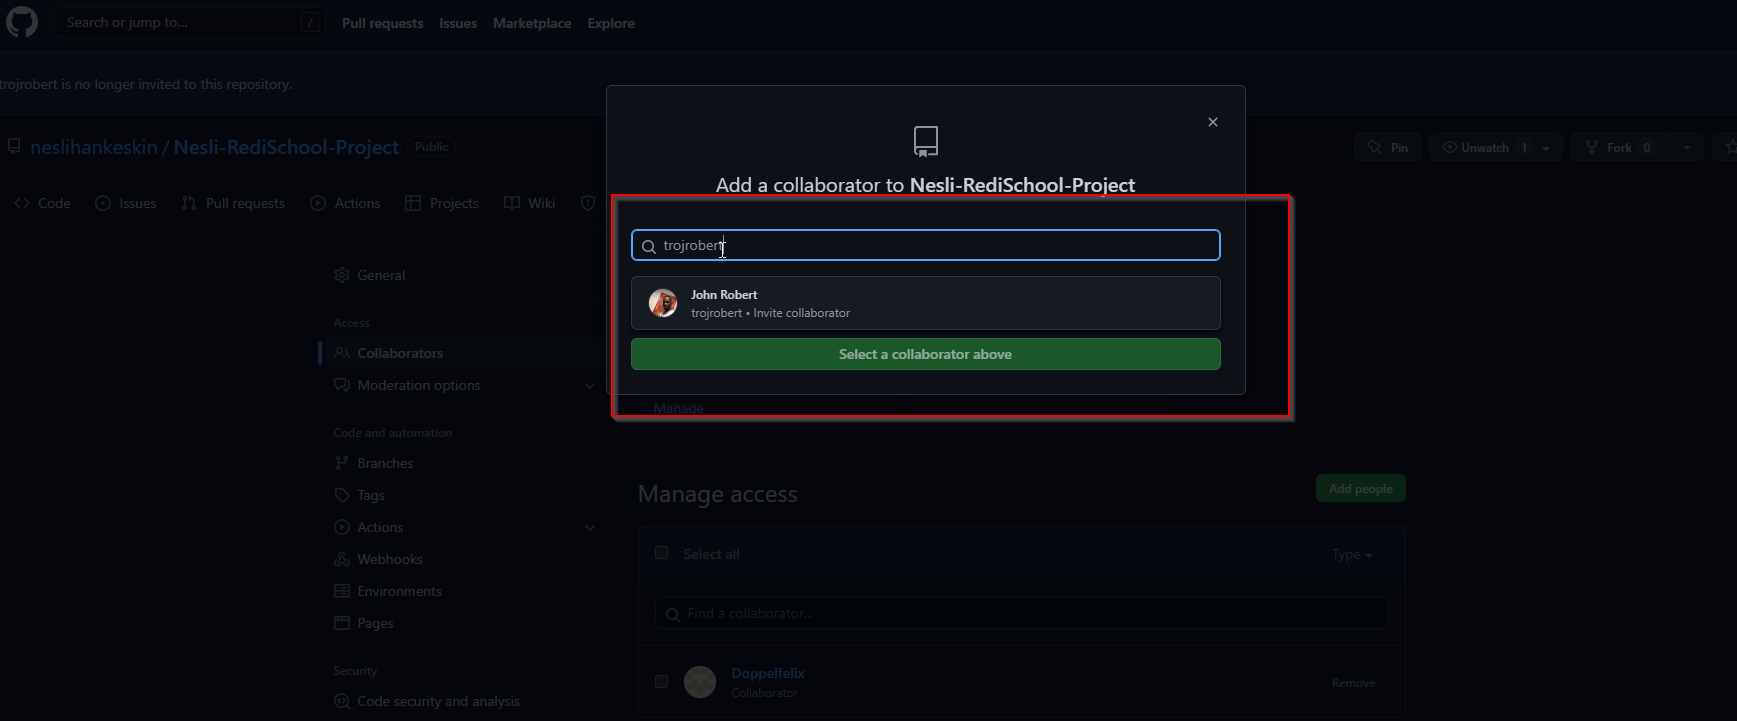 Search or jump to... /
Pull requests Issues Marketplace Explore
trojrobert is no longer invited to this repository.
neslihankeskin / Nesli-RediSchool-Project Public
Pin Unwatch 1 Fork 0
Code Issues Pull requests Actions Projects Wiki
Add a collaborator to Nesli-RediSchool-Project
trojrobert
John Robert
trojrobert • Invite collaborator
Select a collaborator above
General
Access
Collaborators
Moderation options
Code and automation
Branches
Tags
Actions
Webhooks
Environments
Pages
Security
Code security and analysis
Manage
Manage access
Add people
Select all Type
Find a collaborator...
Doppelfelix
Collaborator
Remove